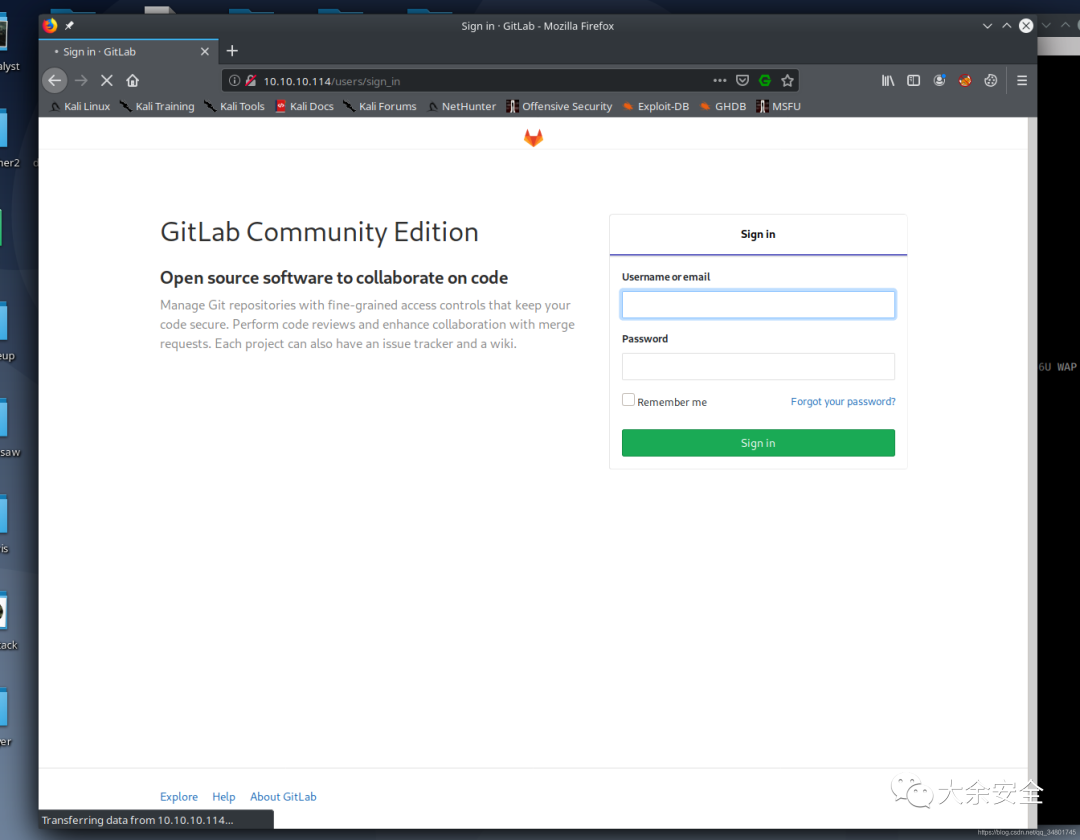 Sign in · GitLab - Mozilla Firefox
• Sign in · GitLab
10.10.10.114/users/sign_in
Kali Linux Kali Training Kali Tools Kali Docs Kali Forums NetHunter Offensive Security Exploit-DB GHDB MSFU
alyst
ner2
d
eup
saw
is
ack
er
6U WAP
GitLab Community Edition
Open source software to collaborate on code
Manage Git repositories with fine-grained access controls that keep your
code secure. Perform code reviews and enhance collaboration with merge
requests. Each project can also have an issue tracker and a wiki.
Sign in
Username or email
Password
Remember me
Forgot your password?
Sign in
Explore Help About GitLab
Transferring data from 10.10.10.114...
大余安全
https://blog.csdn.net/qq_34801745